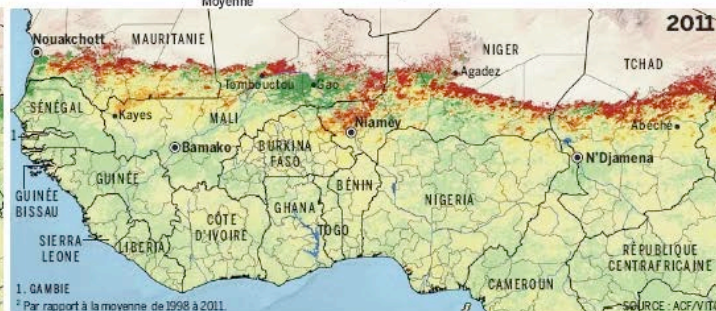 Moyenne
2011
MAURITANIE
Nouakchott
NIGER
TCHAD
Tombouctou
Gao
Agadez
SÉNÉGAL
Kayes
MALI
Niamey
Abéché
1
Bamako
BURKINA
FASO
N'Djamena
GUINÉE
BISSAU
GUINÉE
BÉNIN
NIGERIA
GHANA
CÔTE
D'IVOIRE
TOGO
SIERRA
LEONE
LIBERIA
RÉPUBLIQUE
CENTRAFRICAINE
CAMEROUN
1. GAMBIE
² Par rapport à la moyenne de 1998 à 2011.
SOURCE : ACF/VITO